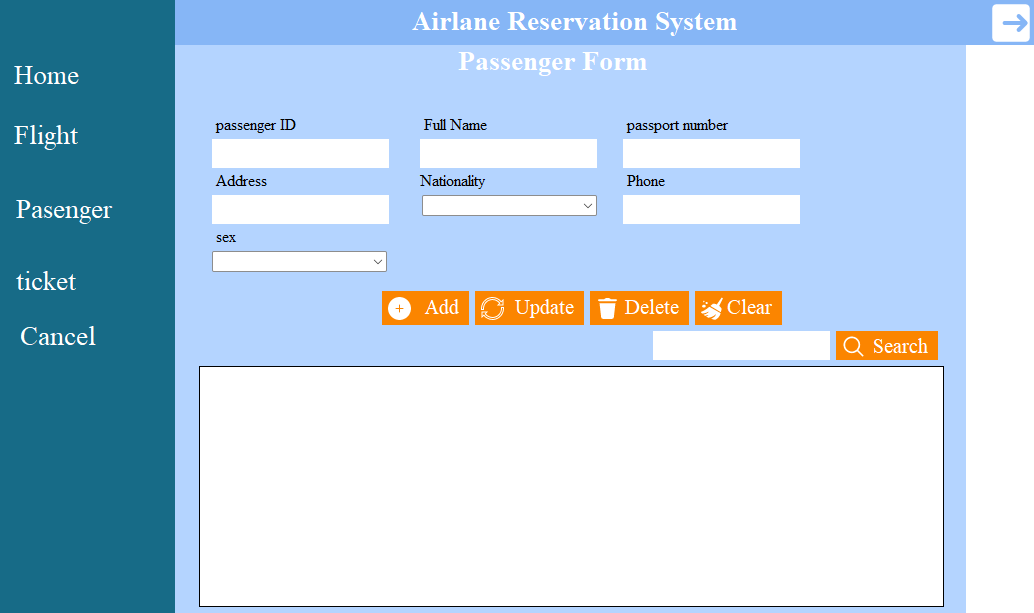 Airlane Reservation System
Passenger Form
Home
Flight
Pasenger
ticket
Cancel
passenger ID Full Name passport number
Address Nationality Phone
sex
Add Update Delete Clear
Search